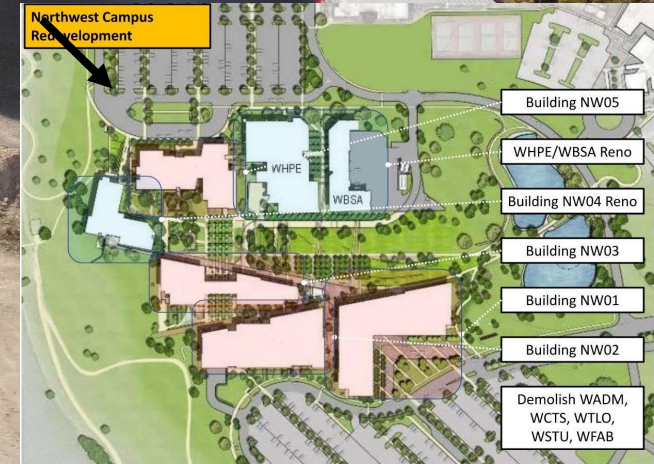 Northwest Campus
Redevelopment
Building NW05
WHPE/WBSA Reno
WHPE
WBSA
Building NW04 Reno
Building NW03
Building NW01
Building NW02
Demolish WADM,
WCTS, WTLO,
WSTU, WFAB